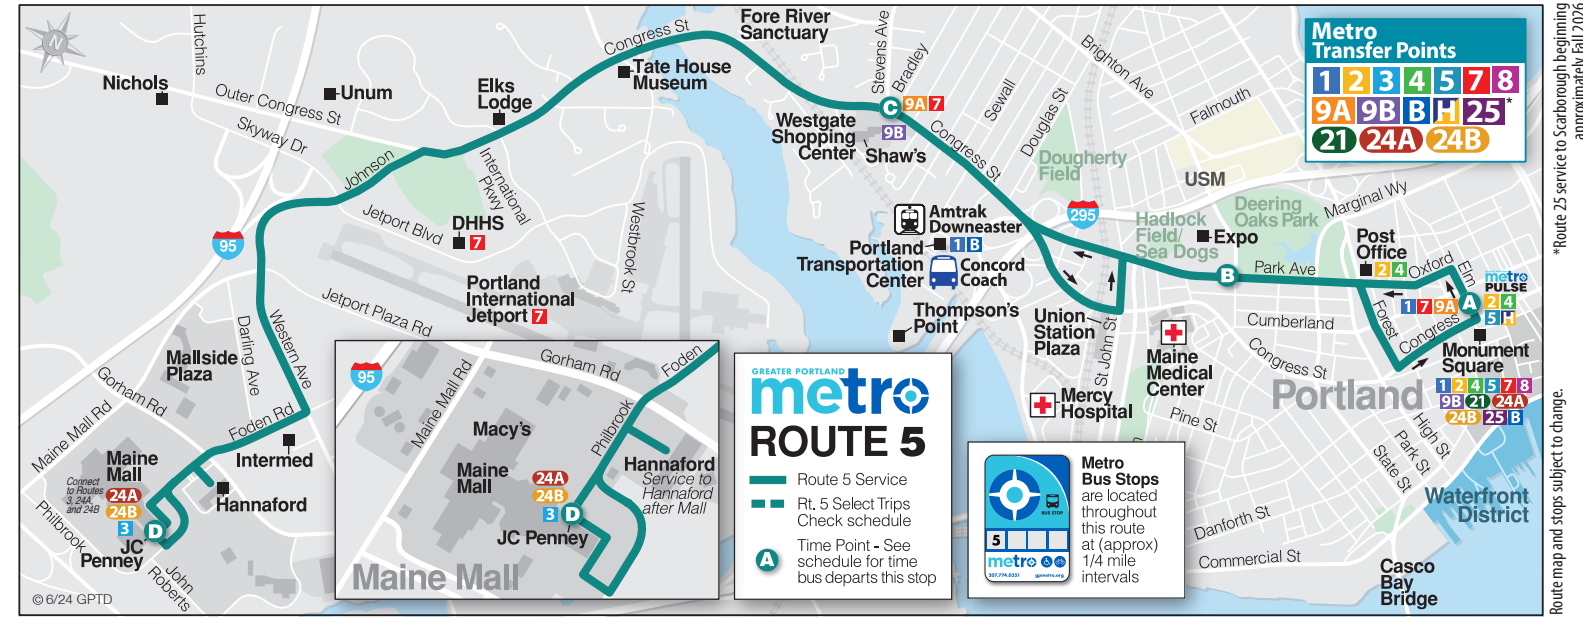 N
Hutchins
Nichols
Outer Congress St
Unum
Skyway Dr
Elks
Lodge
Congress St
Tate House
Museum
Fore River
Sanctuary
Stevens Ave
Bradley
C
9A 7
9B
Westgate
Shopping
Center
Shaw's
Congress St
Sewall
Douglas St
Brighton Ave
Falmouth
Dougherty
Field
USM
Metro
Transfer Points
1 2 3 4 5 7 8
9A 9B B H 25*
21 24A 24B
*Route 25 service to Scarborough beginning
approximately Fall 2026
Johnson
International
Pkwy
Jetport Blvd
DHHS
7
95
Westbrook St
Portland
International
Jetport 7
Jetport Plaza Rd
Amtrak
Downeaster
Portland
Transportation
Center
1 B
Concord
Coach
Thompson's
Point
295
Hadlock
Field/
Sea Dogs
Expo
Deering
Oaks Park
Marginal Wy
Post
Office
2 4
B
Park Ave
Oxford
Elm
metro
PULSE
1 7 9A
A
2 4
5 H
Forest
Congress
Monument
Square
1 2 4 5 7 8
9B 21 24A
24B 25 B
Union
Station
Plaza
St John St
Cumberland
Congress St
Maine
Medical
Center
Mercy
Hospital
Portland
Pine St
High St
Park St
State St
Waterfront
District
Danforth St
Commercial St
Casco
Bay
Bridge
Mallside
Plaza
Darling Ave
Western Ave
Gorham Rd
Maine Mall Rd
Foden Rd
Intermed
Maine
Mall
Connect
to Routes
3, 24A,
and 24B
24A
24B
3
D
Hannaford
Philbrook
JC
Penney
John
Roberts
© 6/24 GPTD
95
Maine Mall Rd
Gorham Rd
Foden
Philbrook
Macy's
Maine
Mall
24A
24B
3
D
JC Penney
Hannaford
Service to
Hannaford
after Mall
Maine Mall
GREATER PORTLAND
metro
ROUTE 5
Route 5 Service
Rt. 5 Select Trips
Check schedule
A
Time Point - See
schedule for time
bus departs this stop
BUS STOP
5
metro
207.774.0351
gpmetro.org
Metro
Bus Stops
are located
throughout
this route
at (approx)
1/4 mile
intervals
Route map and stops subject to change.